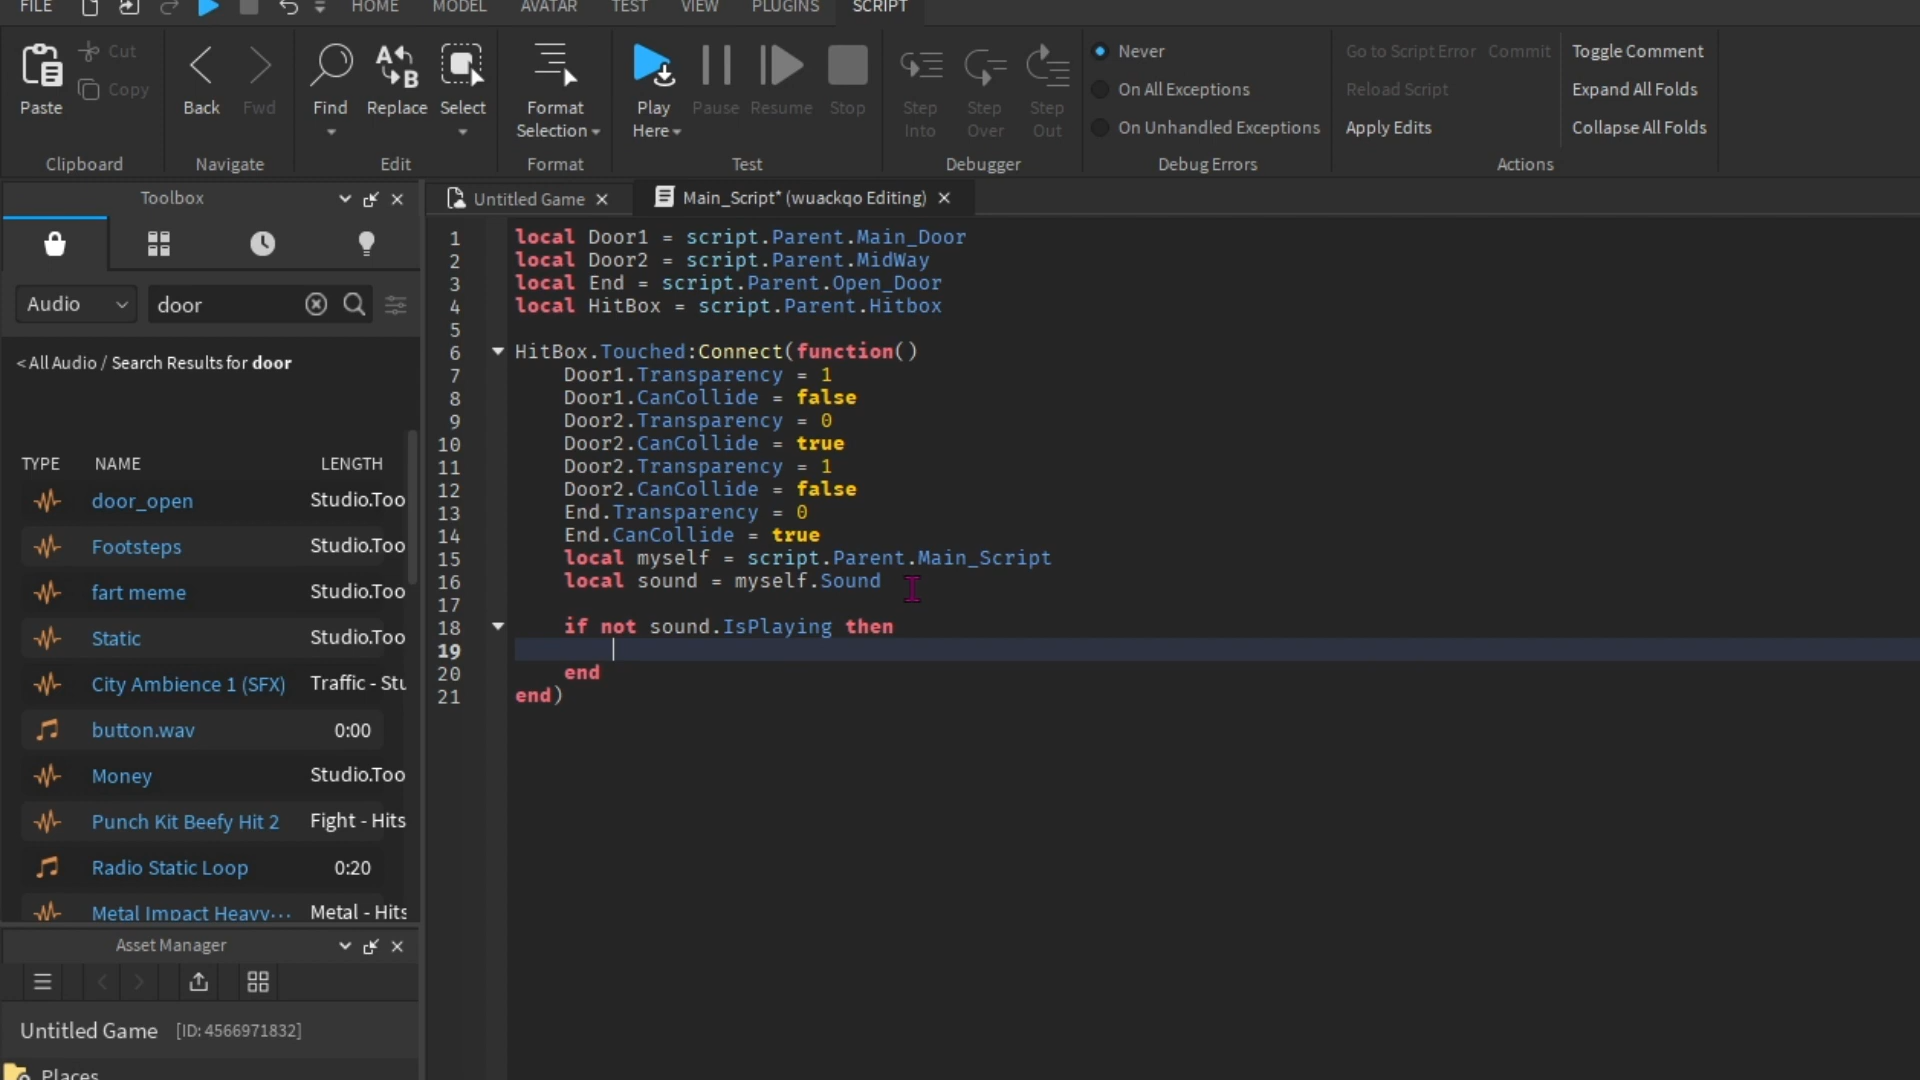 FILE HOME MODEL AVATAR TEST VIEW PLUGINS SCRIPT
Paste
Cut
Copy
Clipboard
Back
Fwd
Navigate
Find
Replace
Select
Edit
Format
Selection
Format
Play
Here
Pause
Resume
Stop
Test
Step
Into
Step
Over
Step
Out
Debugger
Never
On All Exceptions
On Unhandled Exceptions
Debug Errors
Go to Script Error
Commit
Reload Script
Apply Edits
Toggle Comment
Expand All Folds
Collapse All Folds
Actions
Toolbox
Audio
door
< All Audio / Search Results for door
TYPE NAME LENGTH
door_open Studio.Too
Footsteps Studio.Too
fart meme Studio.Too
Static Studio.Too
City Ambience 1 (SFX) Traffic - Stu
button.wav 0:00
Money Studio.Too
Punch Kit Beefy Hit 2 Fight - Hits
Radio Static Loop 0:20
Metal Impact Heavy... Metal - Hits
Asset Manager
Untitled Game [ID: 4566971832]
Places
Untitled Game
Main_Script* (wuackqo Editing)
1 local Door1 = script.Parent.Main_Door
2 local Door2 = script.Parent.MidWay
3 local End = script.Parent.Open_Door
4 local HitBox = script.Parent.Hitbox
5
6 HitBox.Touched:Connect(function()
7 Door1.Transparency = 1
8 Door1.CanCollide = false
9 Door2.Transparency = 0
10 Door2.CanCollide = true
11 Door2.Transparency = 1
12 Door2.CanCollide = false
13 End.Transparency = 0
14 End.CanCollide = true
15 local myself = script.Parent.Main_Script
16 local sound = myself.Sound
17
18 if not sound.IsPlaying then
19
20 end
21 end)